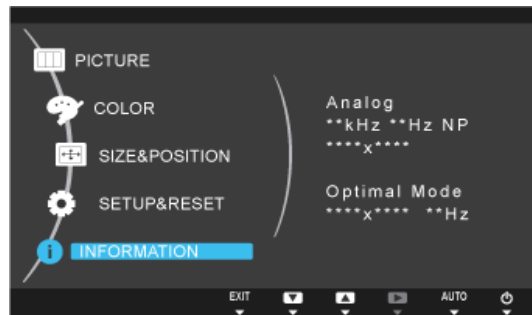 PICTURE
COLOR
SIZE&POSITION
SETUP&RESET
INFORMATION
Analog
**kHz **Hz NP
****x****
Optimal Mode
****x**** **Hz
EXIT AUTO